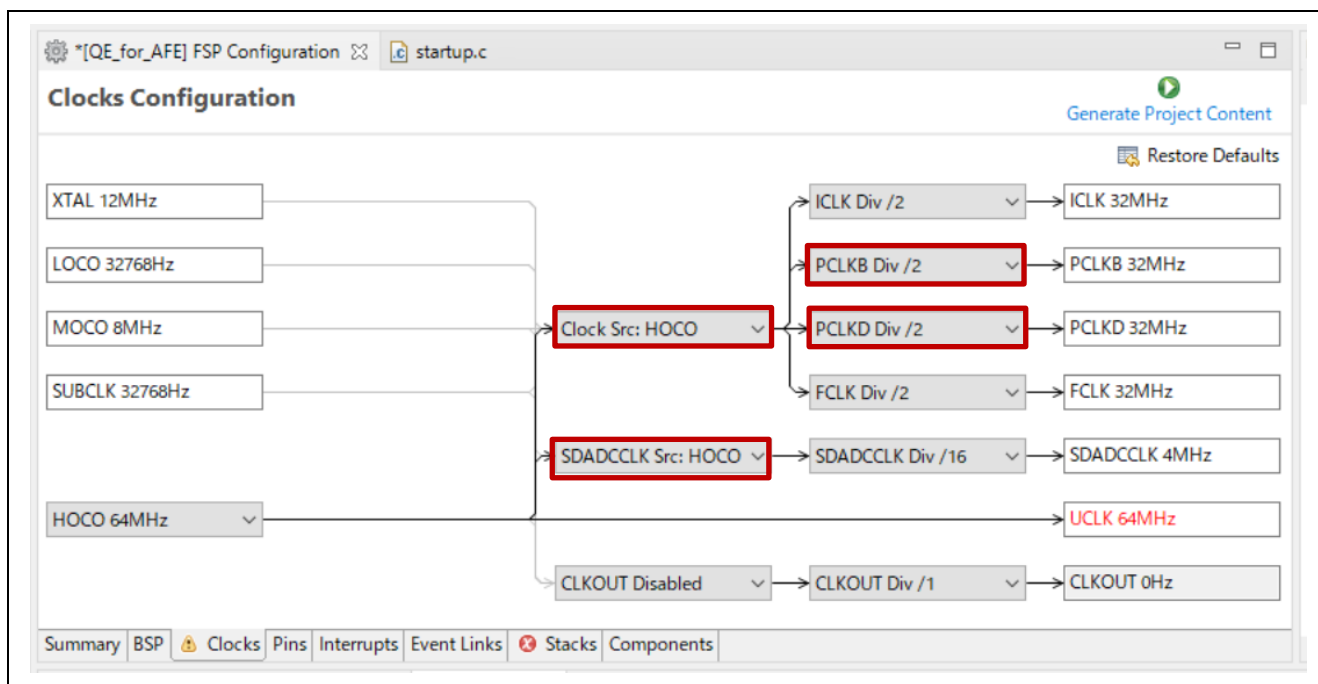 *[QE_for_AFE] FSP Configuration
.c startup.c
Clocks Configuration
Generate Project Content
Restore Defaults
XTAL 12MHz
ICLK Div /2
ICLK 32MHz
LOCO 32768Hz
PCLKB Div /2
PCLKB 32MHz
MOCO 8MHz
Clock Src: HOCO
PCLKD Div /2
PCLKD 32MHz
SUBCLK 32768Hz
FCLK Div /2
FCLK 32MHz
SDADCCLK Src: HOCO
SDADCCLK Div /16
SDADCCLK 4MHz
HOCO 64MHz
UCLK 64MHz
CLKOUT Disabled
CLKOUT Div /1
CLKOUT 0Hz
Summary BSP Clocks Pins Interrupts Event Links Stacks Components